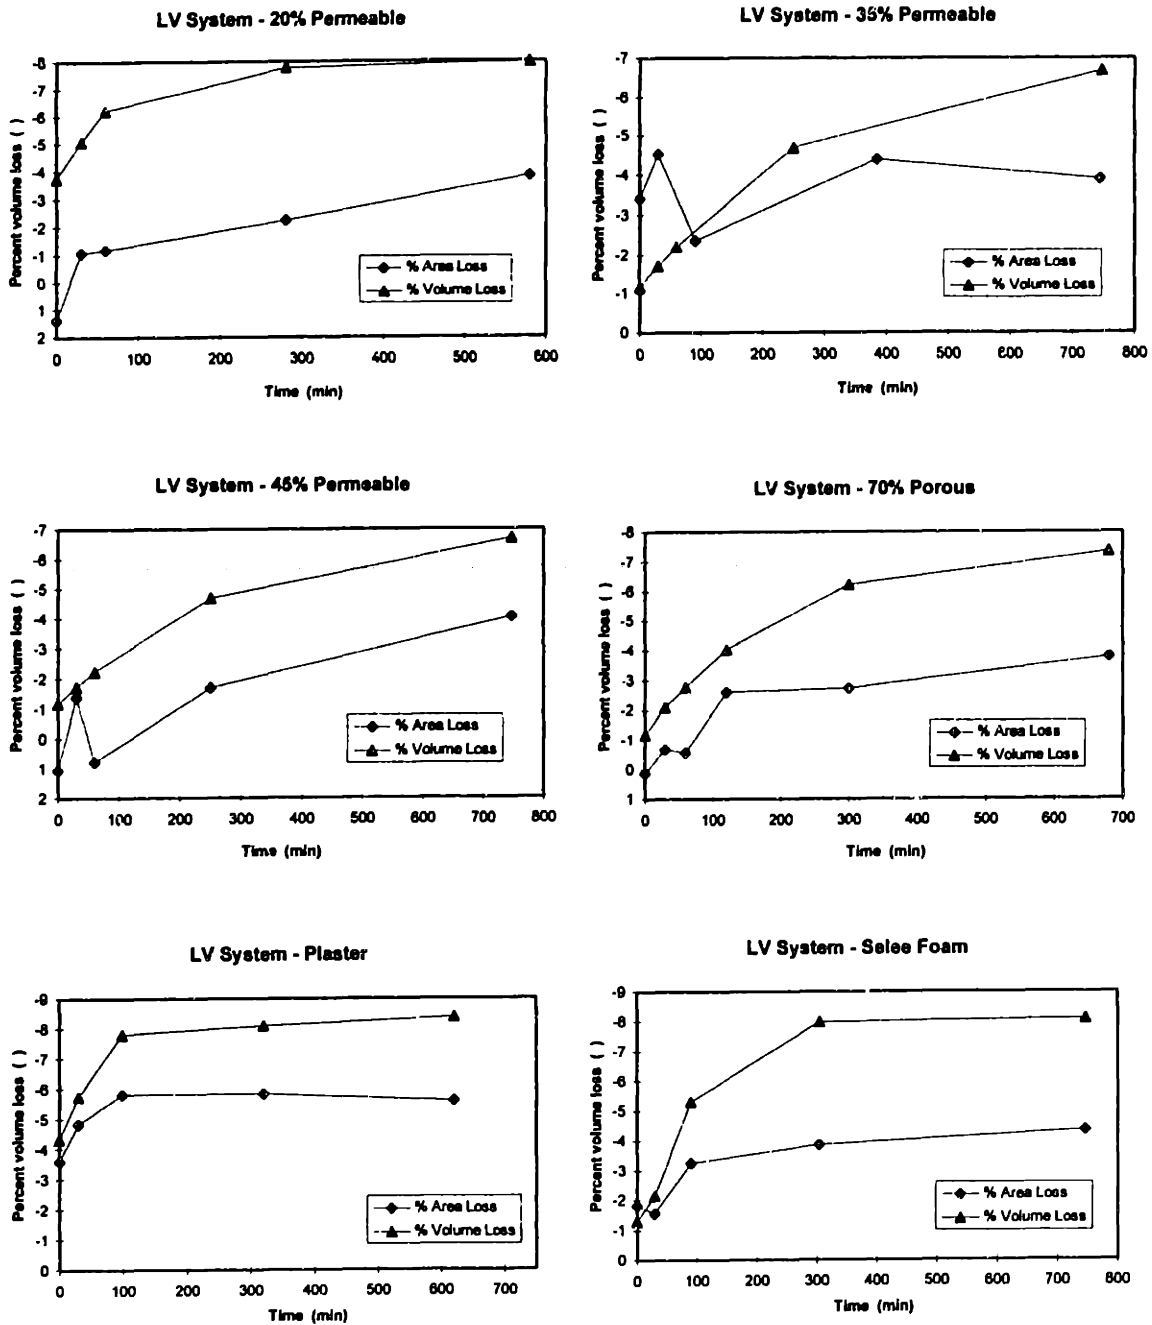 LV System - 20% Permeable
Percent volume loss ( )
-8
-7
-6
-5
-4
-3
-2
-1
0
1
2
% Area Loss
% Volume Loss
0 100 200 300 400 500 600
Time (min)
LV System - 35% Permeable
Percent volume loss ( )
-7
-6
-5
-4
-3
-2
-1
0
% Area Loss
% Volume Loss
0 100 200 300 400 500 600 700 800
Time (min)
LV System - 45% Permeable
Percent volume loss ( )
-7
-6
-5
-4
-3
-2
-1
0
1
2
% Area Loss
% Volume Loss
0 100 200 300 400 500 600 700 800
Time (min)
LV System - 70% Porous
Percent volume loss ( )
-8
-7
-6
-5
-4
-3
-2
-1
0
1
% Area Loss
% Volume Loss
0 100 200 300 400 500 600 700
Time (min)
LV System - Plaster
Percent volume loss ( )
-9
-8
-7
-6
-5
-4
-3
-2
-1
0
% Area Loss
% Volume Loss
0 100 200 300 400 500 600 700
Time (min)
LV System - Selee Foam
Percent volume loss ( )
-9
-8
-7
-6
-5
-4
-3
-2
-1
0
% Area Loss
% Volume Loss
0 100 200 300 400 500 600 700 800
Time (min)